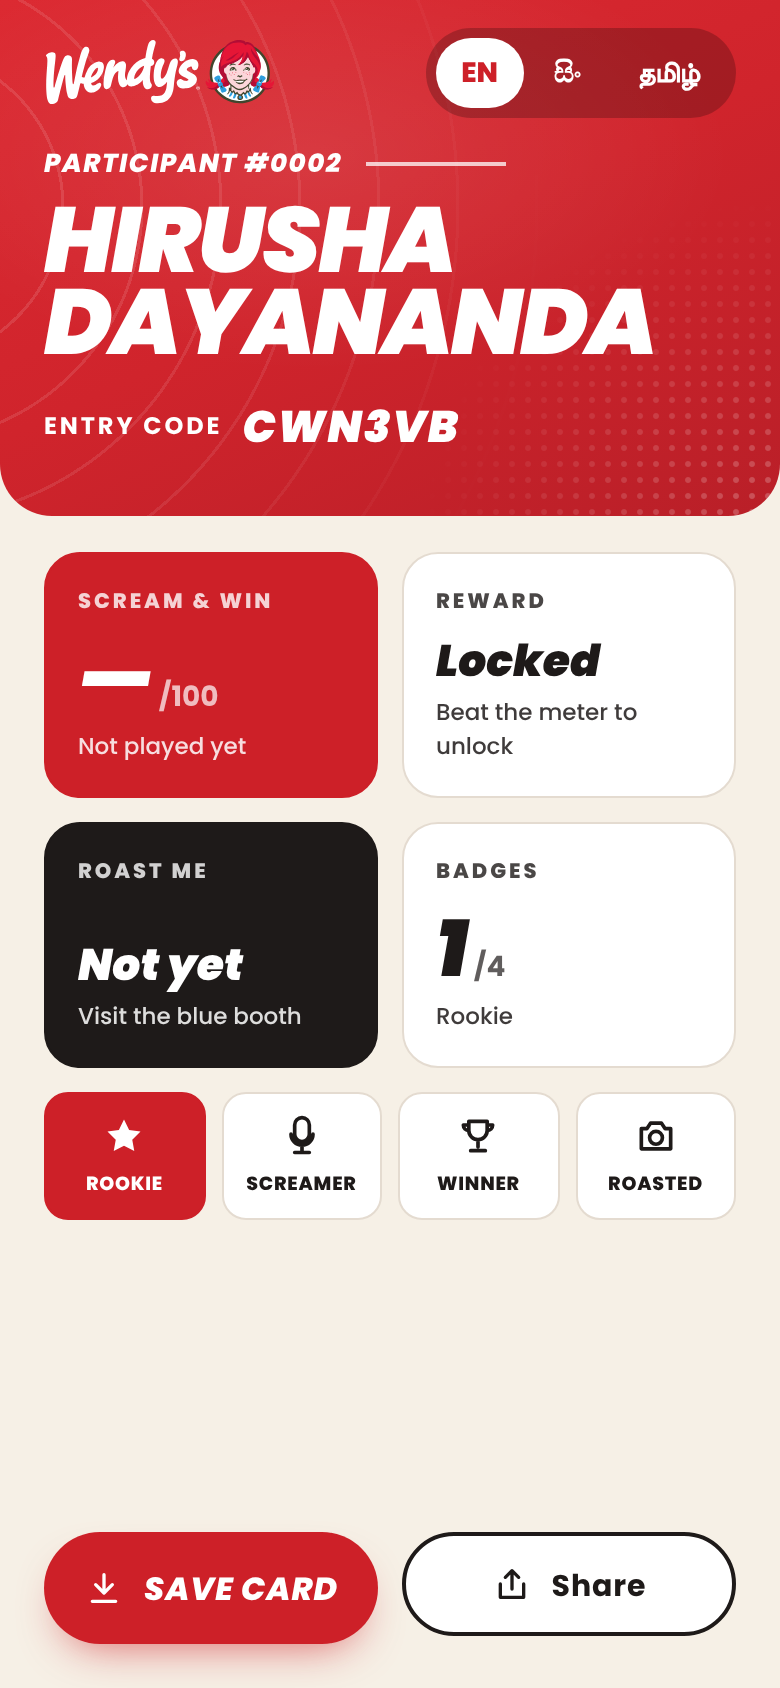 Wendy's
EN සිං தமிழ்
PARTICIPANT #0002
HIRUSHA
DAYANANDA
ENTRY CODE CWN3VB
SCREAM & WIN
– /100
Not played yet
REWARD
Locked
Beat the meter to
unlock
ROAST ME
Not yet
Visit the blue booth
BADGES
1/4
Rookie
ROOKIE
SCREAMER
WINNER
ROASTED
SAVE CARD
Share